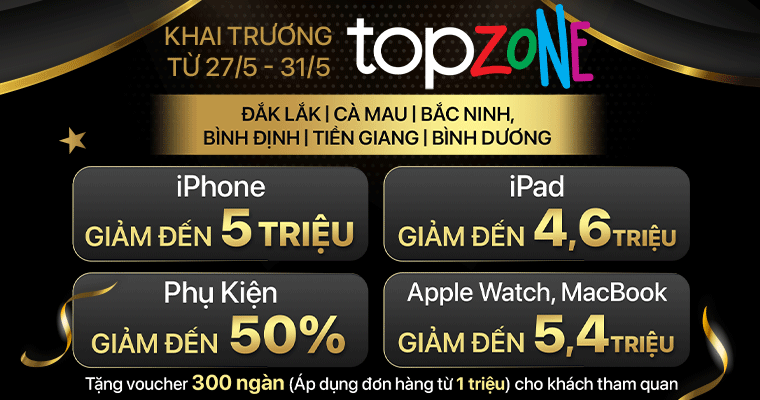 KHAI TRƯƠNG
TỪ 27/5 - 31/5
topzone
ĐẮK LẮK | CÀ MAU | BẮC NINH,
BÌNH ĐỊNH | TIỀN GIANG | BÌNH DƯƠNG
iPhone
GIẢM ĐẾN 5 TRIỆU
iPad
GIẢM ĐẾN 4,6 TRIỆU
Phụ Kiện
GIẢM ĐẾN 50%
Apple Watch, MacBook
GIẢM ĐẾN 5,4 TRIỆU
Tặng voucher 300 ngàn (Áp dụng đơn hàng từ 1 triệu) cho khách tham quan